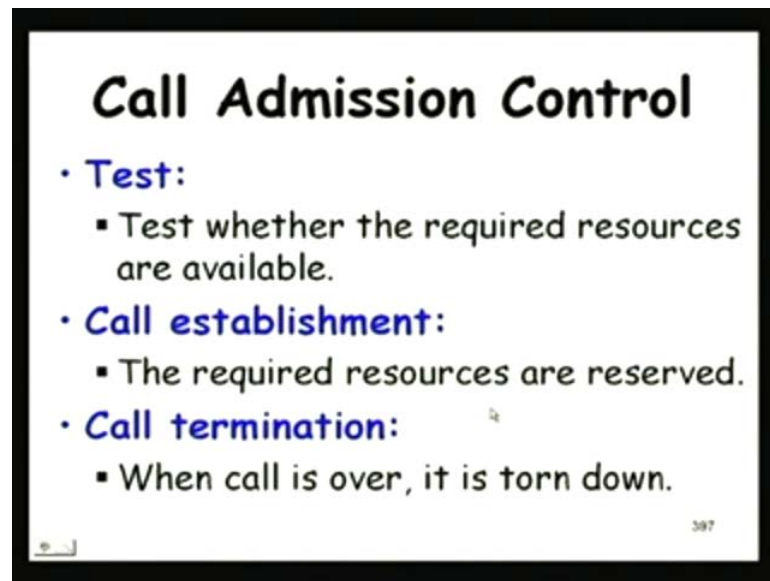 Call Admission Control
• Test:
▪ Test whether the required resources
are available.
• Call establishment:
▪ The required resources are reserved.
• Call termination:
▪ When call is over, it is torn down.
397